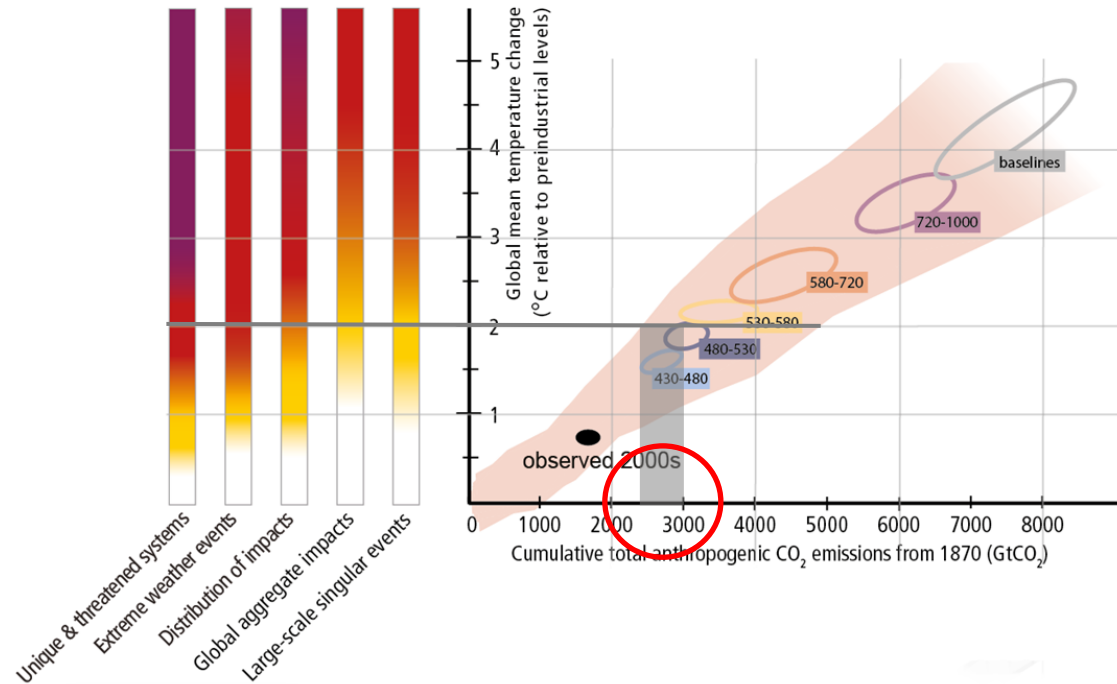 Global mean temperature change
(°C relative to preindustrial levels)
5
4
3
2
1
baselines
720-1000
580-720
530-580
480-530
430-480
observed 2000s
0 1000 2000 3000 4000 5000 6000 7000 8000
Cumulative total anthropogenic CO₂ emissions from 1870 (GtCO₂)
Unique & threatened systems
Extreme weather events
Distribution of impacts
Global aggregate impacts
Large-scale singular events